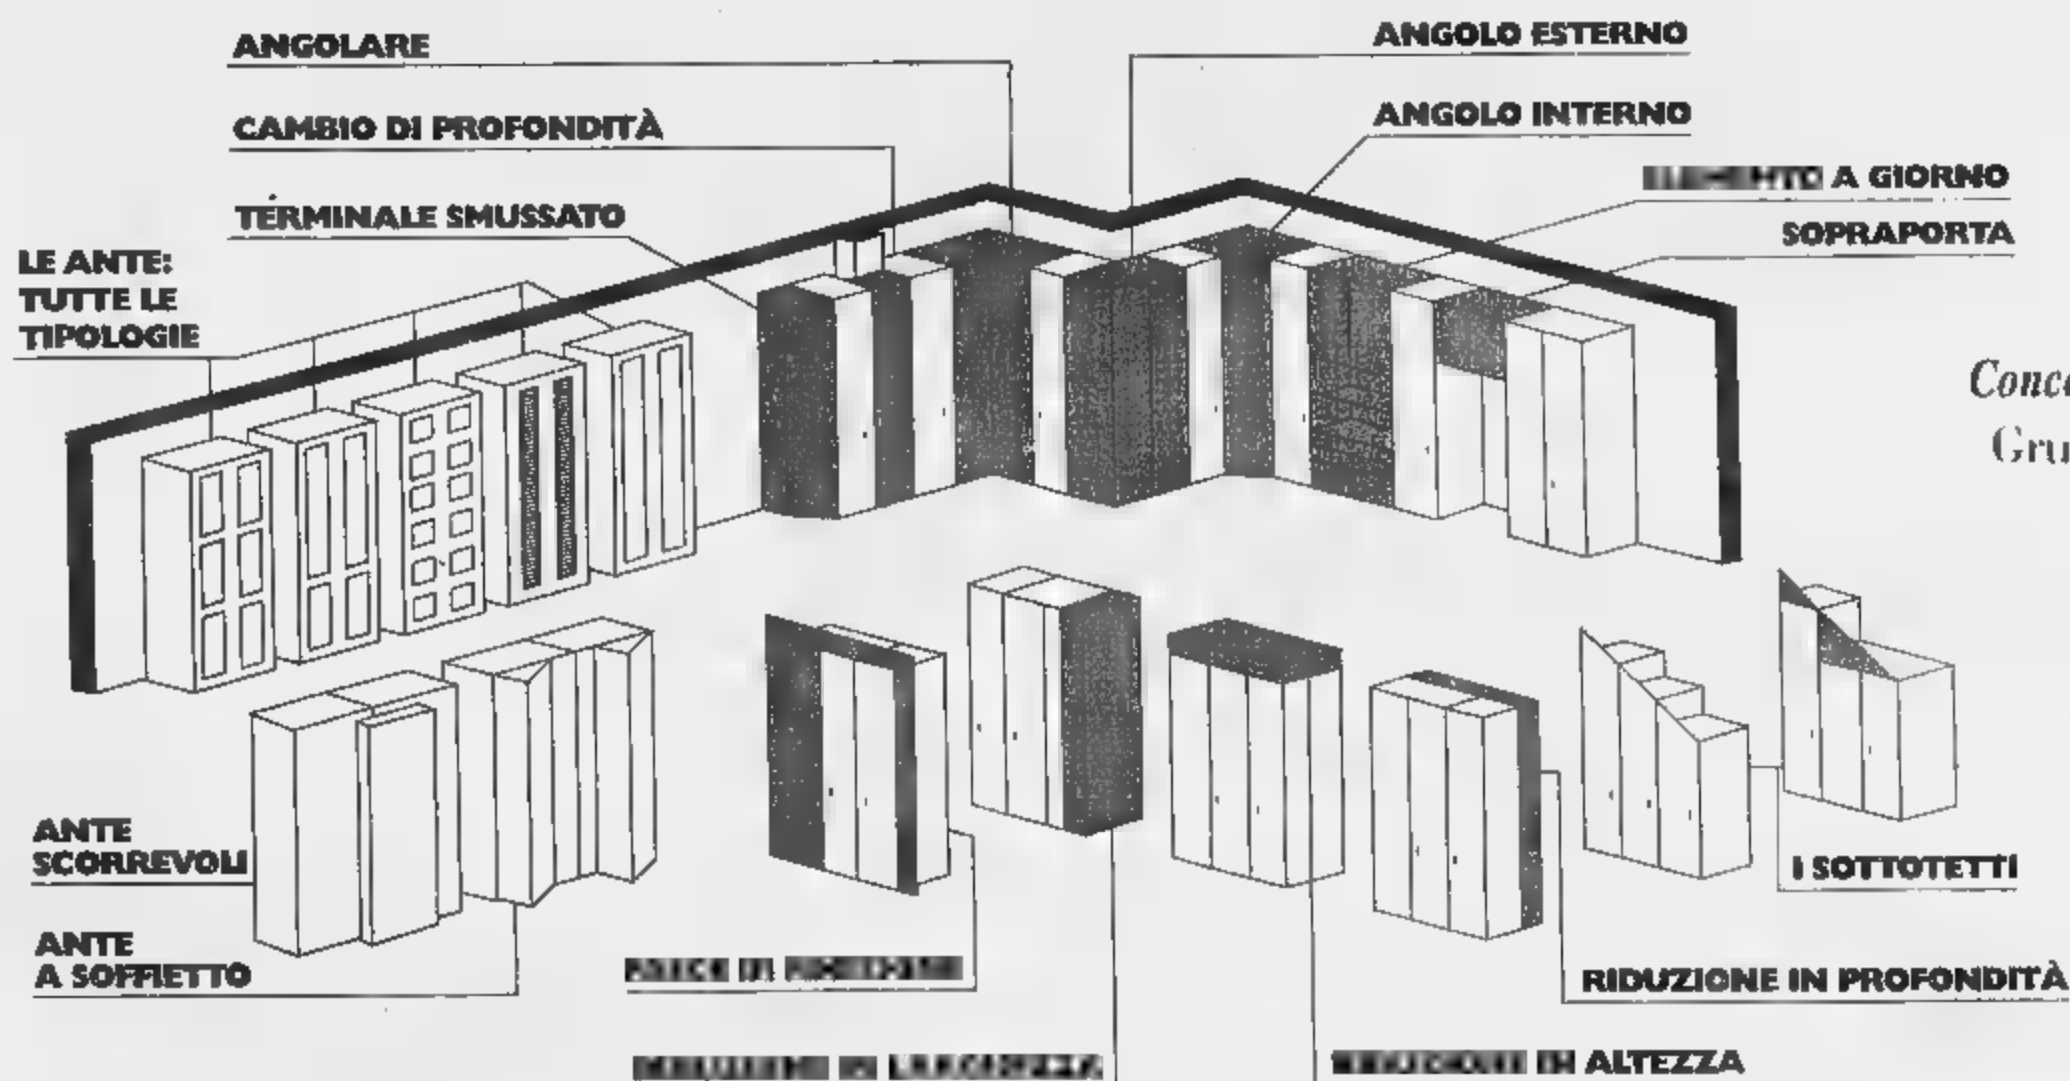 ANGOLARE
CAMBIO DI PROFONDITÀ
TERMINALE SMUSSATO
LE ANTE:
TUTTE LE
TIPOLOGIE
ANGOLO ESTERNO
ANGOLO INTERNO
A GIORNO
SOPRAPORTA
ANTE
SCORREVOLI
ANTE
A SOFFIETTO
I SOTTOTETTI
RIDUZIONE IN PROFONDITÀ
ALTEZZA